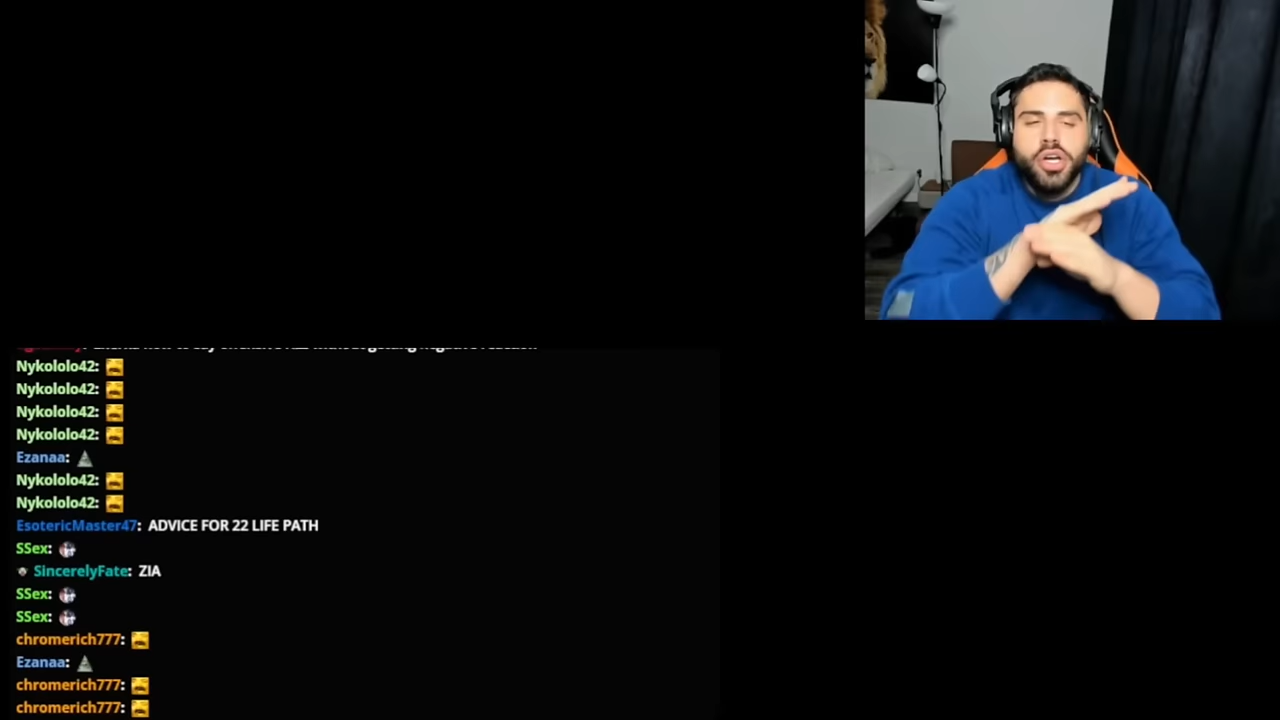 Nykololo42:
Nykololo42:
Nykololo42:
Nykololo42:
Ezanaa:
Nykololo42:
Nykololo42:
EsotericMaster47: ADVICE FOR 22 LIFE PATH
SSex:
SincerelyFate: ZIA
SSex:
SSex:
chromerich777:
Ezanaa:
chromerich777:
chromerich777: